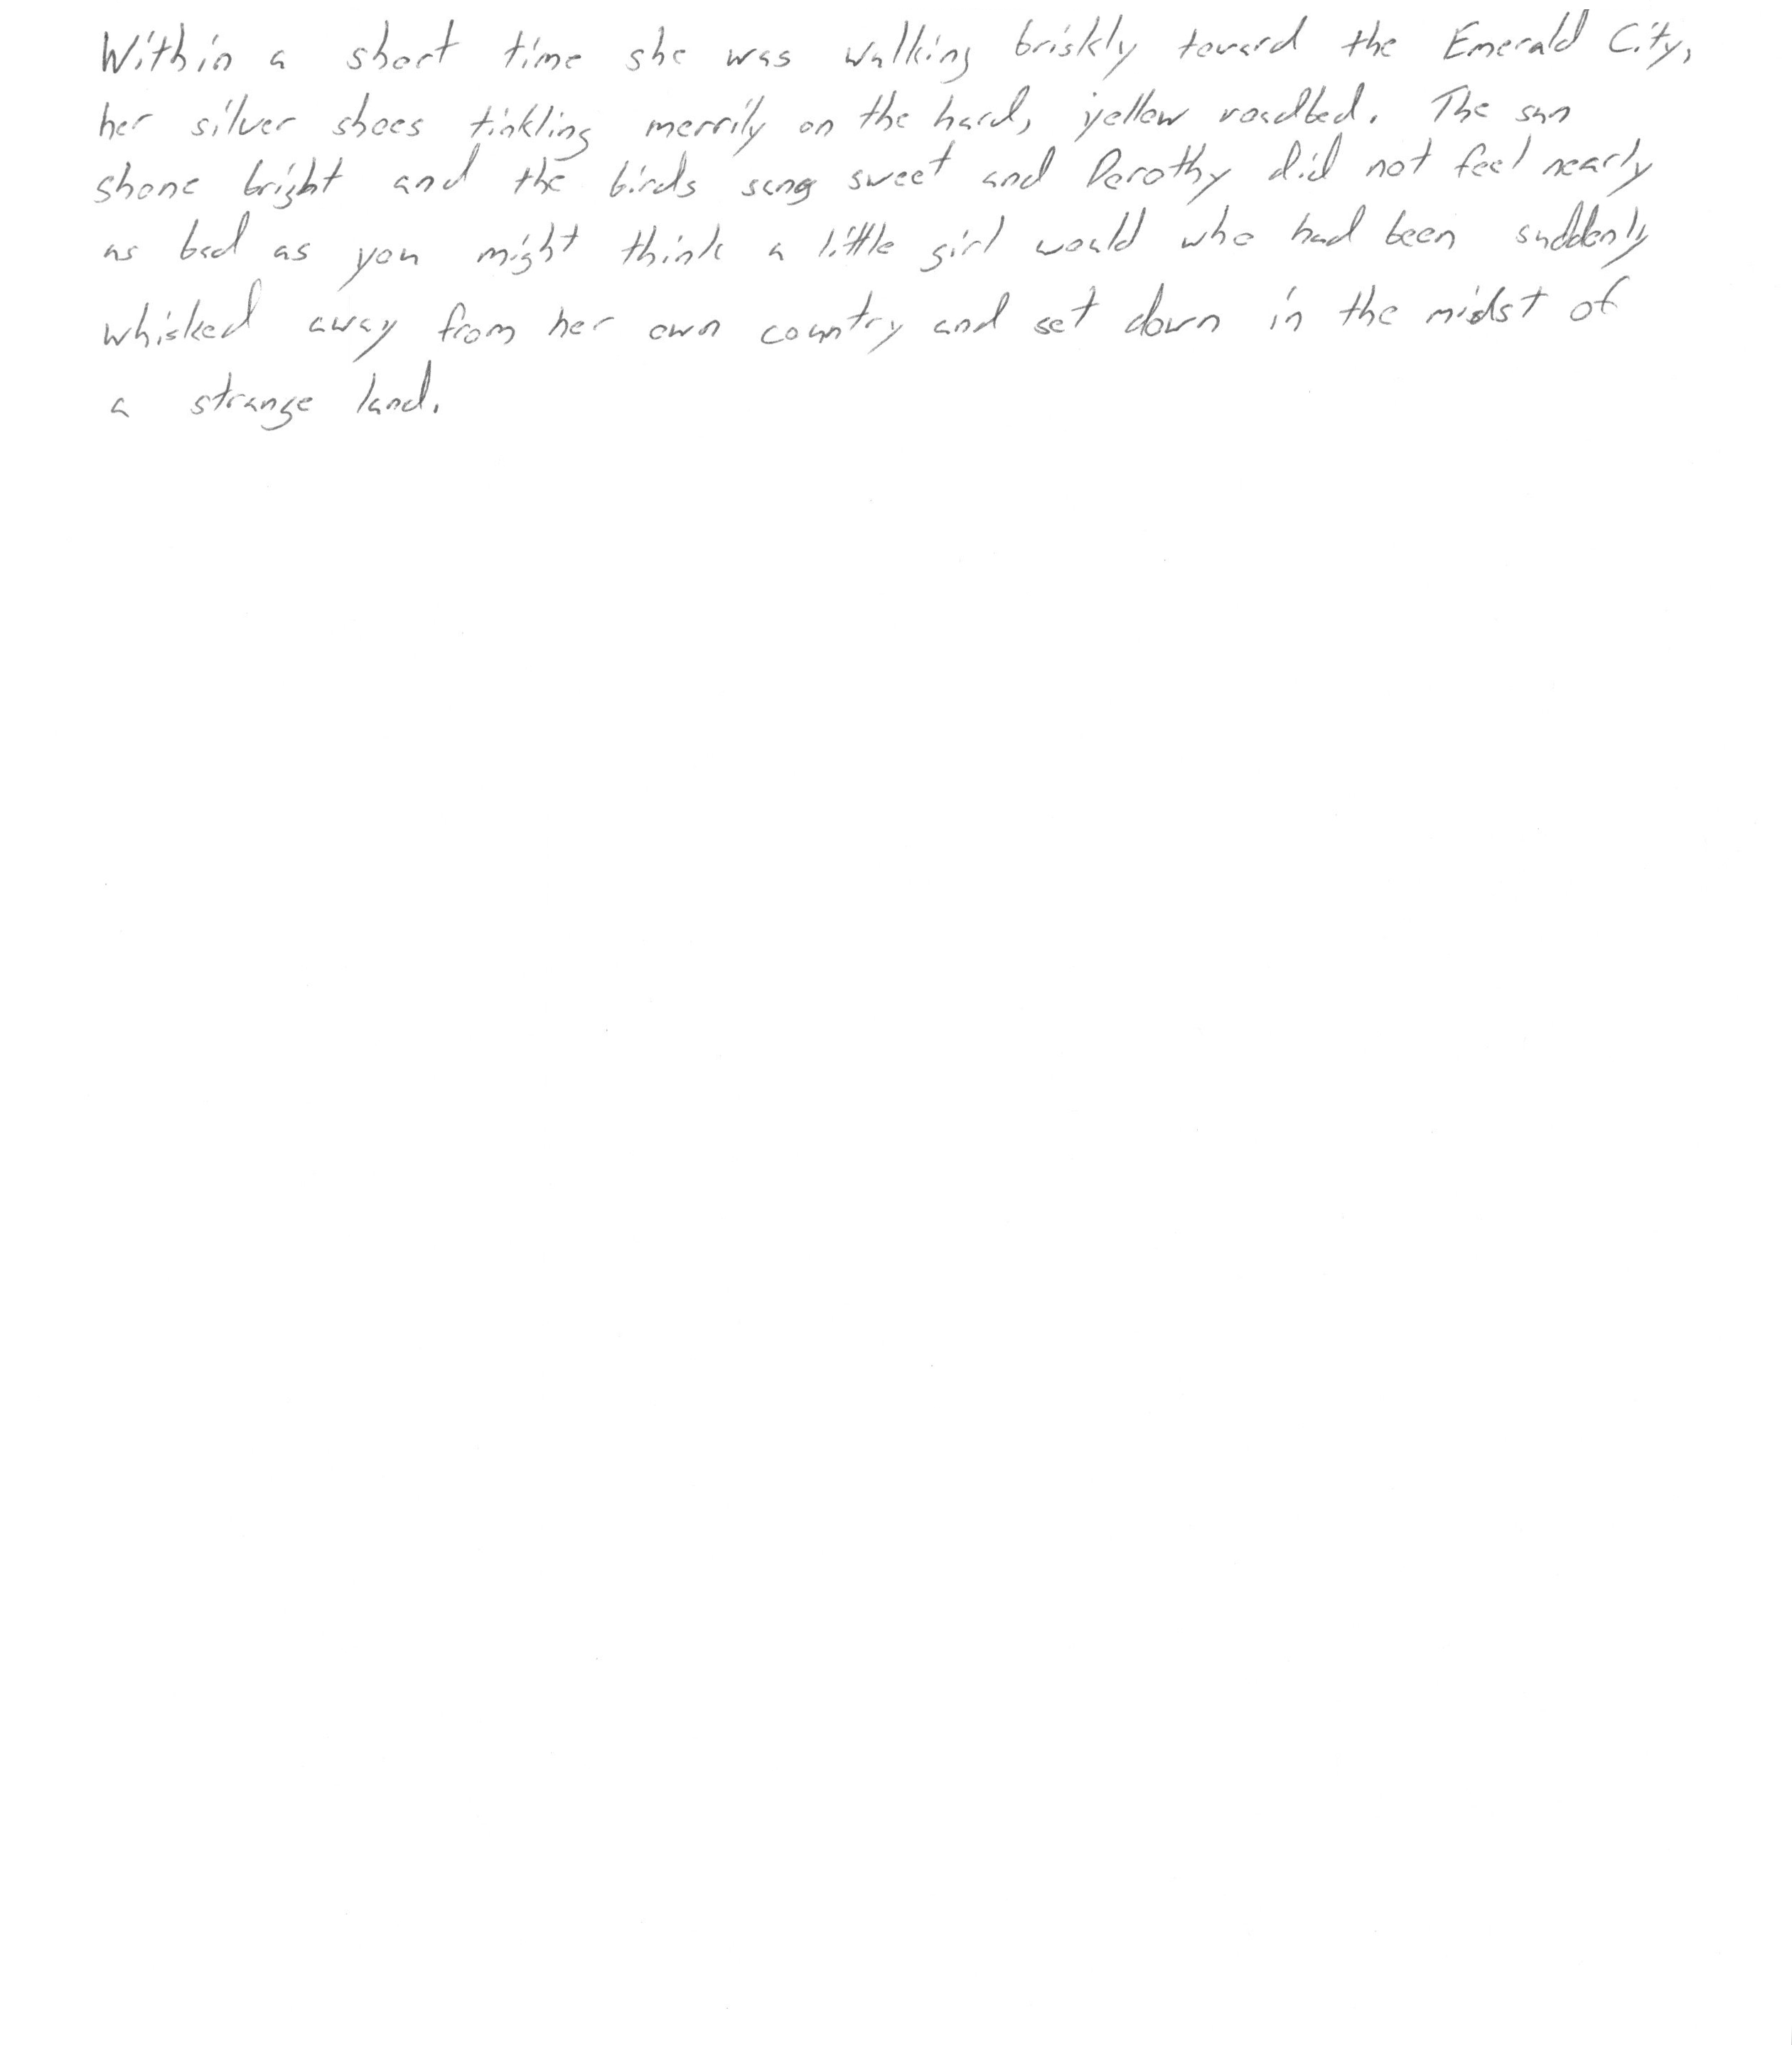 Within a short time she was walking briskly toward the Emerald City,
her silver shoes tinkling merrily on the hard, yellow roadbed. The sun
shone bright and the birds sang sweet and Dorothy did not feel nearly
as bad as you might think a little girl would who had been suddenly
whisked away from her own country and set down in the midst of
a strange land.